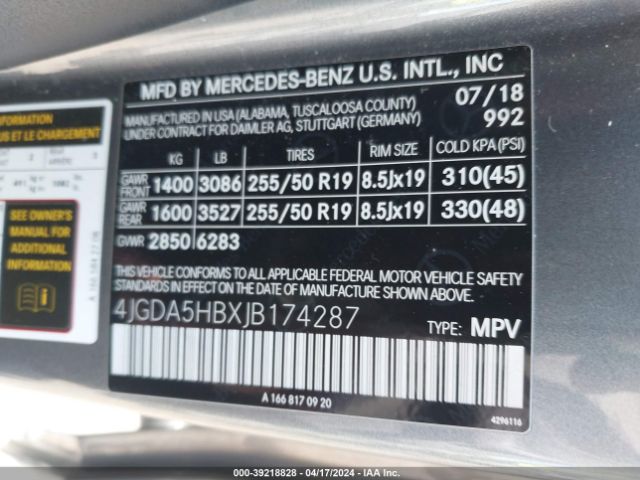 MFD BY MERCEDES-BENZ U.S. INTL., INC
MANUFACTURED IN USA (ALABAMA, TUSCALOOSA COUNTY) 07/18
UNDER CONTRACT FOR DAIMLER AG, STUTTGART (GERMANY) 992
KG LB TIRES RIM SIZE COLD KPA (PSI)
GAWR FRONT 1400 3086 255/50 R19 8.5Jx19 310(45)
GAWR REAR 1600 3527 255/50 R19 8.5Jx19 330(48)
GVWR 2850 6283
THIS VEHICLE CONFORMS TO ALL APPLICABLE FEDERAL MOTOR VEHICLE SAFETY
STANDARDS IN EFFECT ON THE DATE OF MANUFACTURE SHOWN ABOVE.
4JGDA5HBXJB174287 TYPE: MPV
A 166 817 09 20
4296116
INFORMATION
US ET LE CHARGEMENT
SEE OWNER'S
MANUAL FOR
ADDITIONAL
INFORMATION
000-39218828 - 04/17/2024 - IAA Inc.